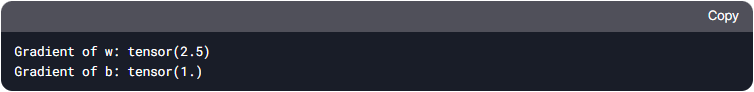 Copy
Gradient of w: tensor(2.5)
Gradient of b: tensor(1.)